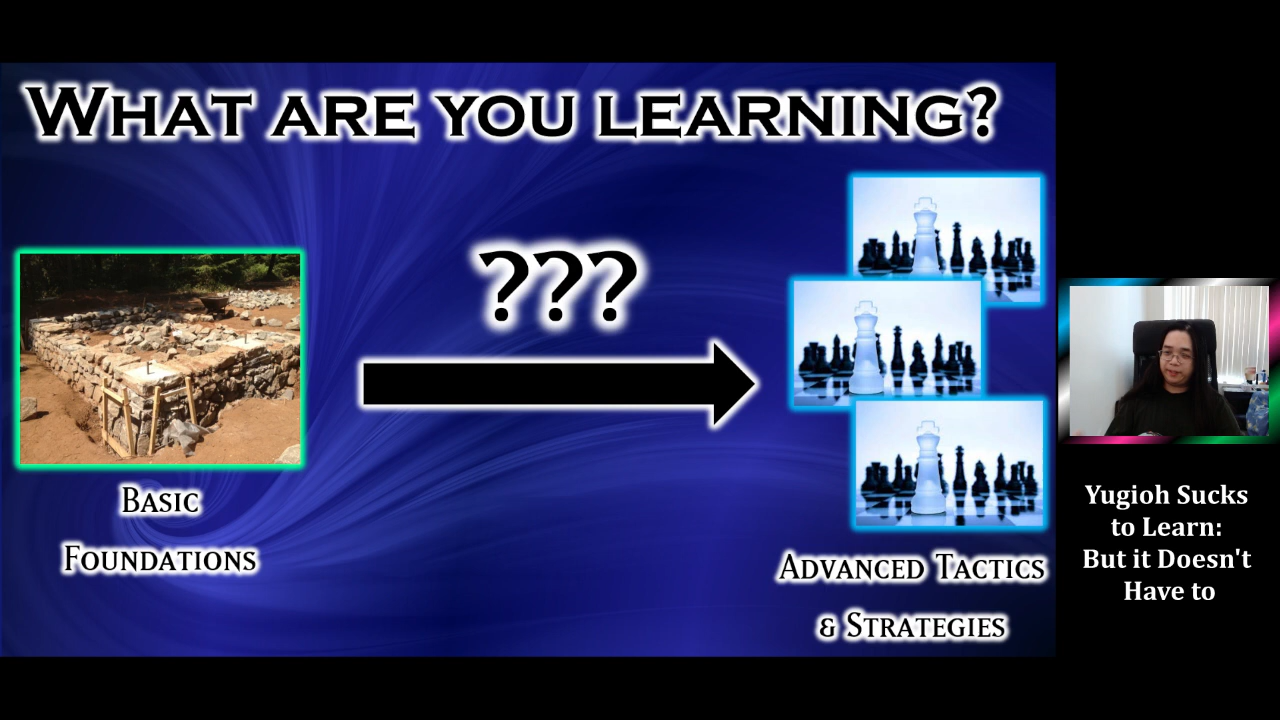 WHAT ARE YOU LEARNING?
???
BASIC
FOUNDATIONS
ADVANCED TACTICS
& STRATEGIES
Yugioh Sucks
to Learn:
But it Doesn't
Have to